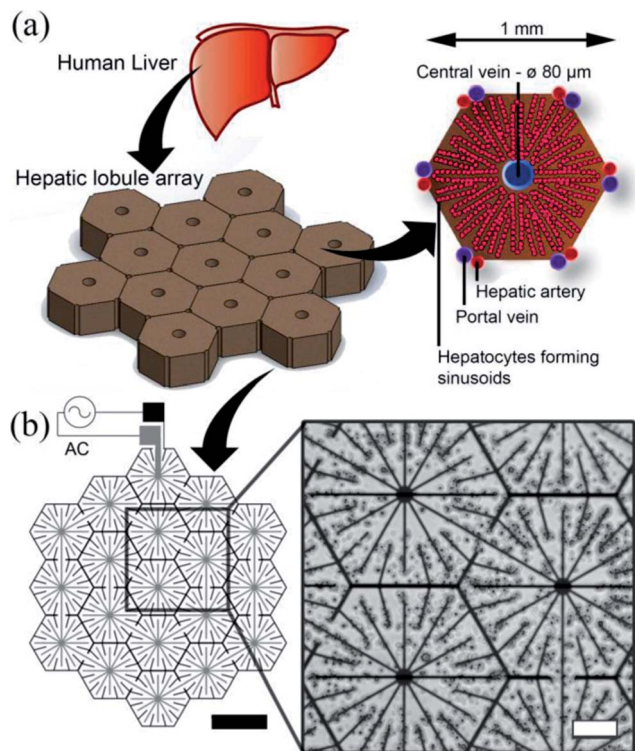 (a)
Human Liver
Hepatic lobule array
1 mm
Central vein - ø 80 μm
Hepatic artery
Portal vein
Hepatocytes forming
sinusoids
(b)
AC